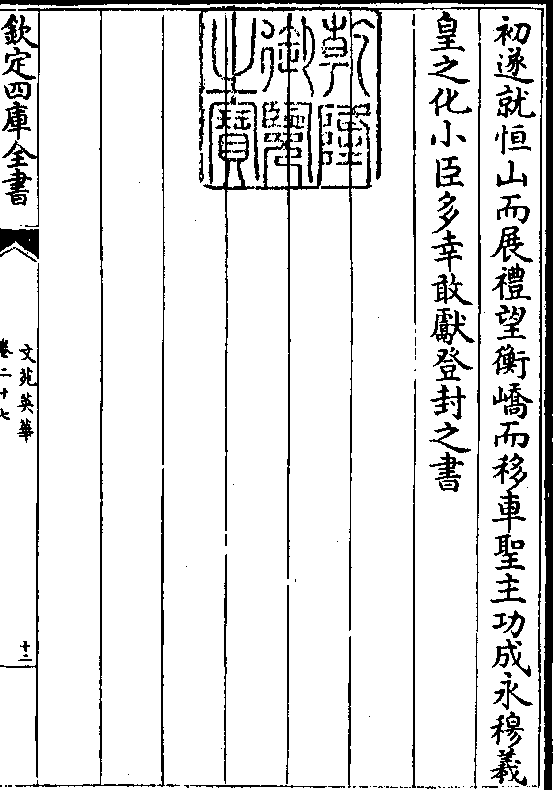 初遂就恒山而展禮望衡嶠而移車聖主功成永穆羲
皇之化小臣多幸敢獻登封之書
乾隆御覽之寶
欽定四庫全書
文苑英華
卷二十七
十二